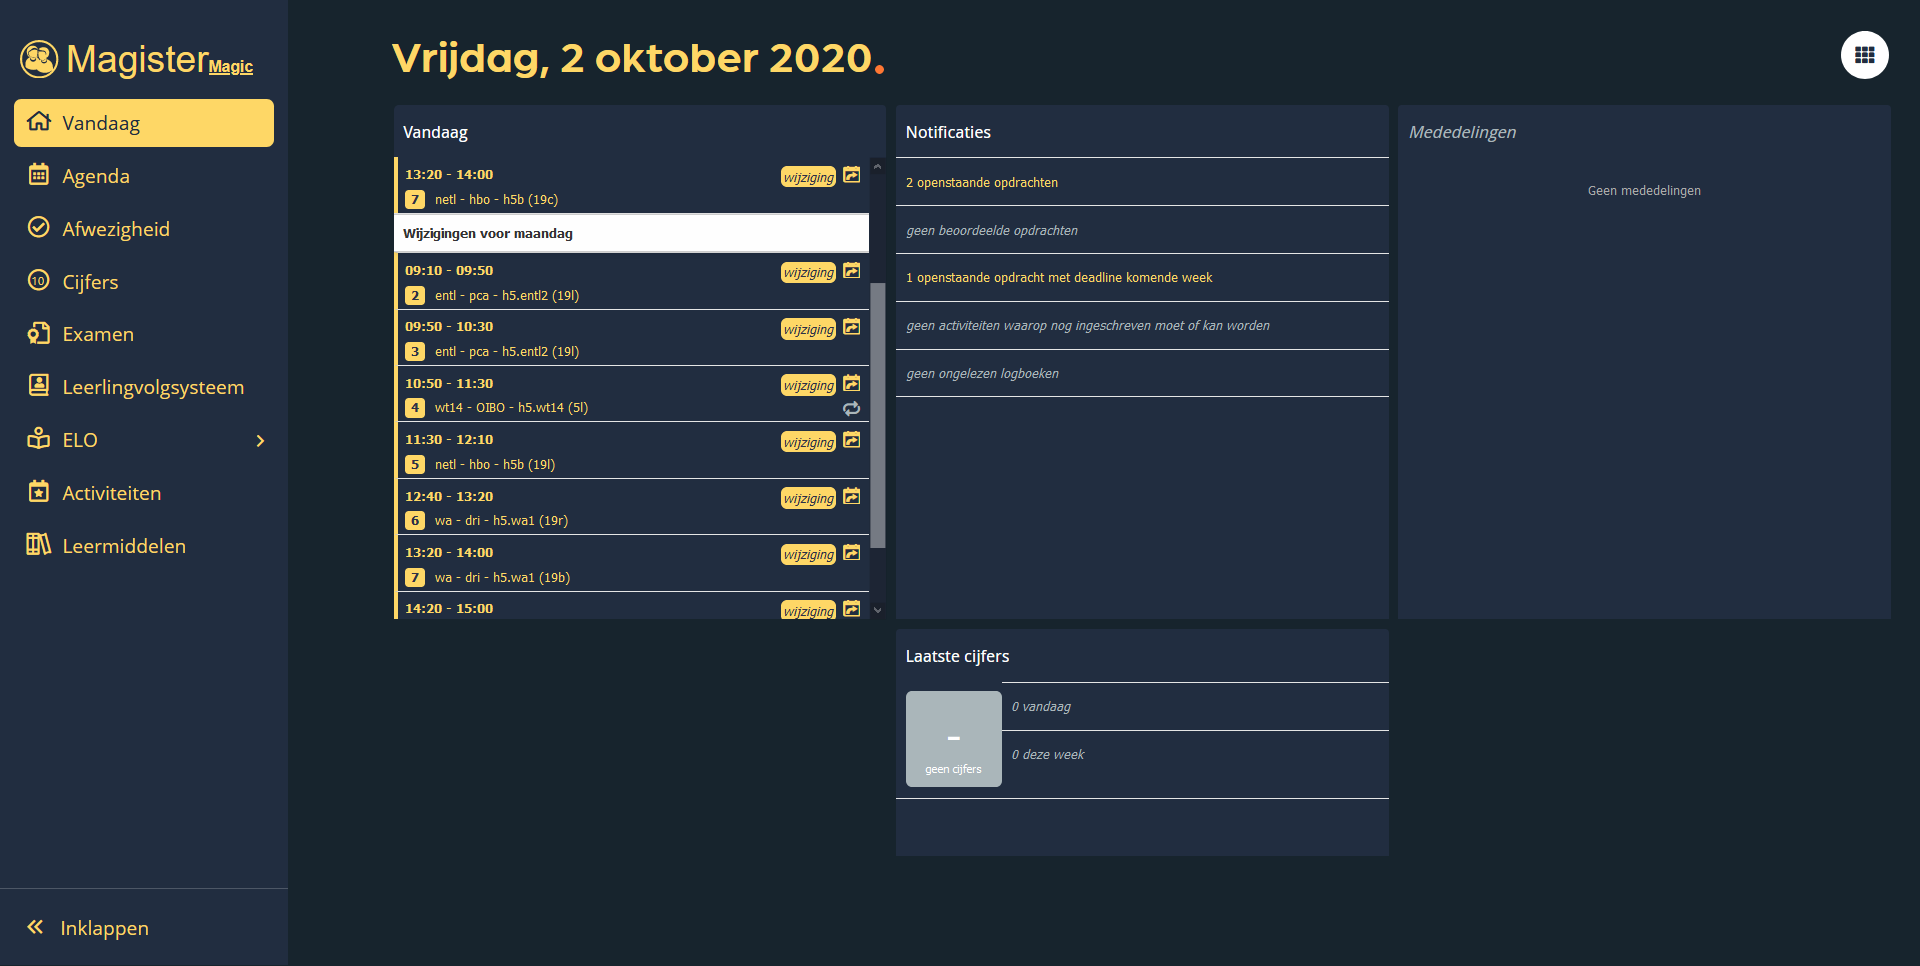 Magister Magic
Vandaag
Agenda
Afwezigheid
10
Cijfers
Examen
Leerlingvolgsysteem
ELO
Activiteiten
Leermiddelen
Inklappen
Vrijdag, 2 oktober 2020.
Vandaag
13:20 - 14:00 wijziging
7 netl - hbo - h5b (19c)
Wijzigingen voor maandag
09:10 - 09:50 wijziging
2 entl - pca - h5.entl2 (19l)
09:50 - 10:30 wijziging
3 entl - pca - h5.entl2 (19l)
10:50 - 11:30 wijziging
4 wt14 - OIBO - h5.wt14 (5l)
11:30 - 12:10 wijziging
5 netl - hbo - h5b (19l)
12:40 - 13:20 wijziging
6 wa - dri - h5.wa1 (19r)
13:20 - 14:00 wijziging
7 wa - dri - h5.wa1 (19b)
14:20 - 15:00 wijziging
Notificaties
2 openstaande opdrachten
geen beoordeelde opdrachten
1 openstaande opdracht met deadline komende week
geen activiteiten waarop nog ingeschreven moet of kan worden
geen ongelezen logboeken
Mededelingen
Geen mededelingen
Laatste cijfers
-
geen cijfers
0 vandaag
0 deze week